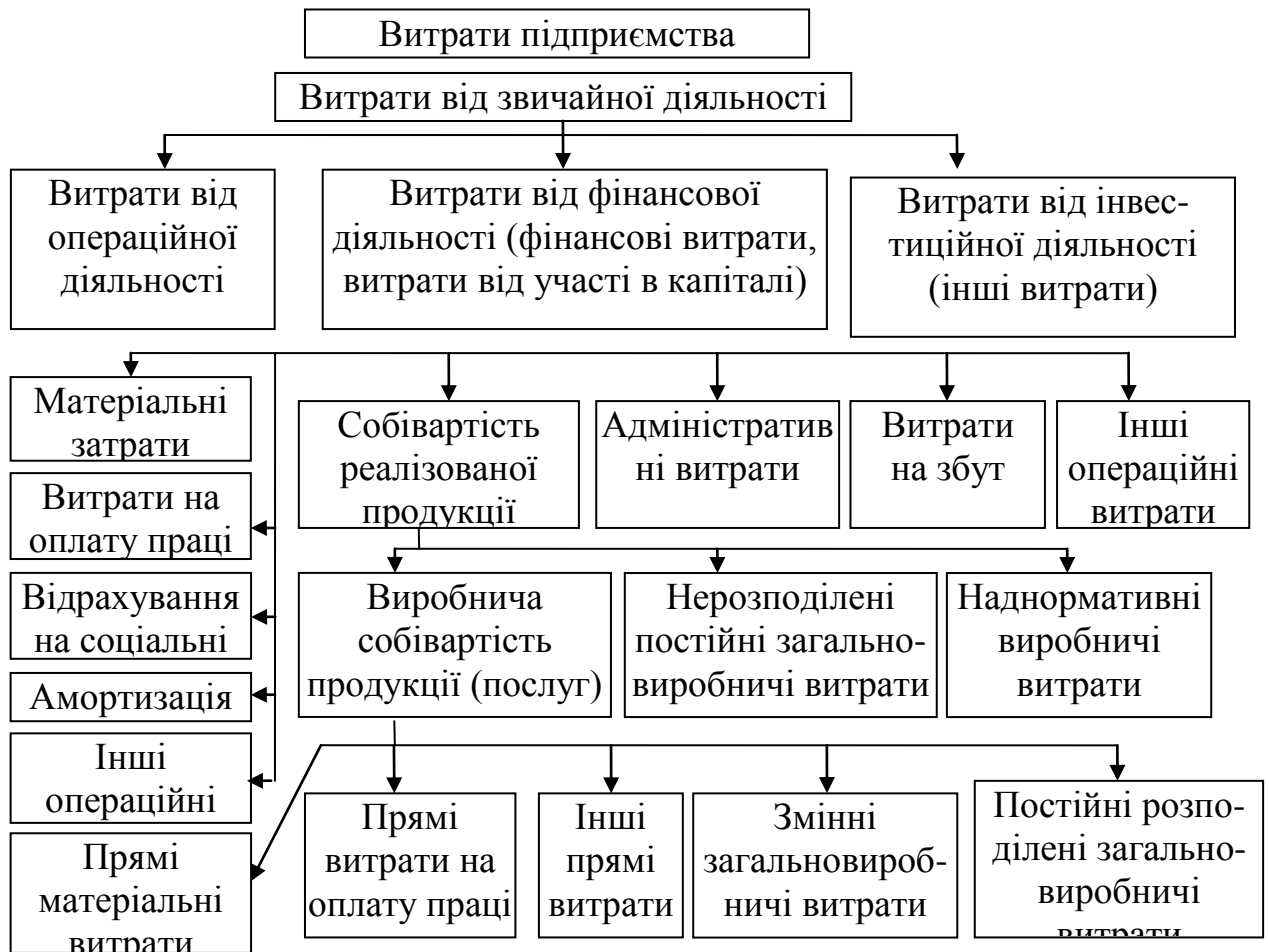 Витрати підприємства
Витрати від звичайної діяльності
Витрати від
операційної
діяльності
Витрати від фінансової
діяльності (фінансові витрати,
витрати від участі в капіталі)
Витрати від інвес-
тиційної діяльності
(інші витрати)
Матеріальні
затрати
Витрати на
оплату праці
Відрахування
на соціальні
Амортизація
Інші
операційні
Собівартість
реалізованої
продукції
Адміністратив
ні витрати
Витрати
на збут
Інші
операційні
витрати
Виробнича
собівартість
продукції (послуг)
Нерозподілені
постійні загально-
виробничі витрати
Наднормативні
виробничі
витрати
Прямі
матеріальні
витрати
Прямі
витрати на
оплату праці
Інші
прямі
витрати
Змінні
загальновироб-
ничі витрати
Постійні розпо-
ділені загально-
виробничі
витрати